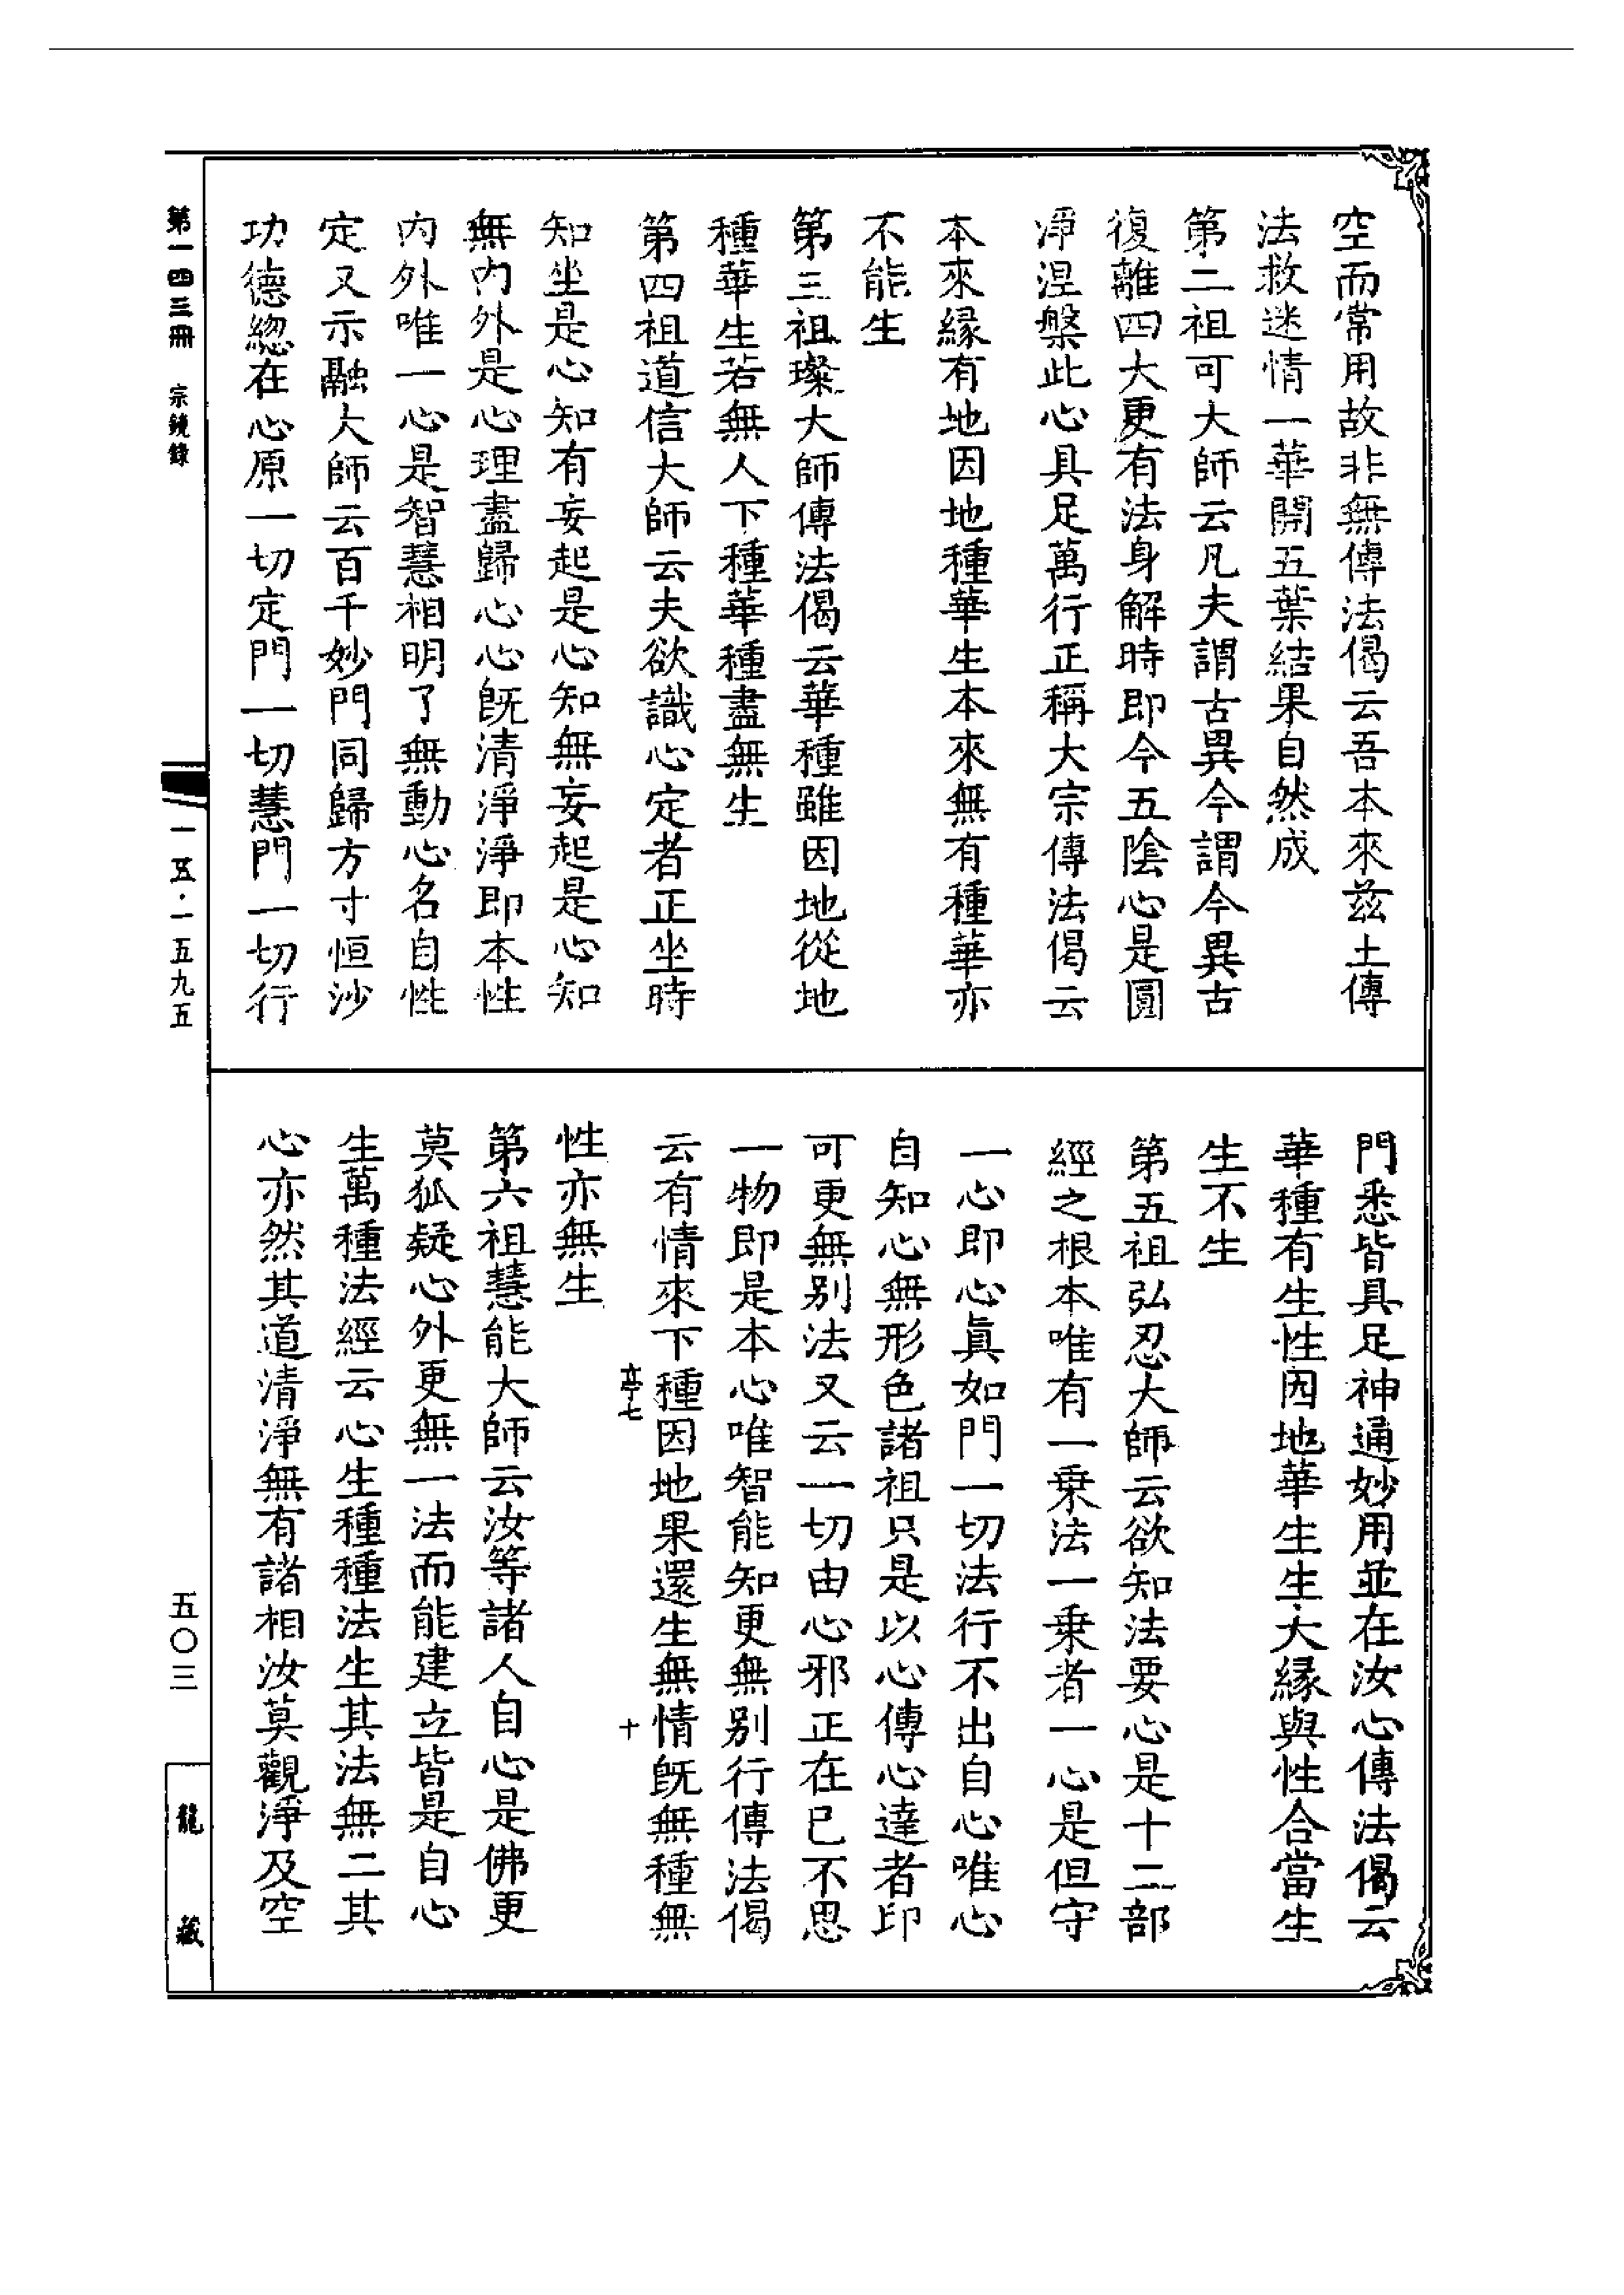 空而常用故非無傳法偈云吾本來茲土傳
法救迷情一華開五葉結果自然成
第二祖可大師云凡夫謂古異今謂今異古
復離四大更有法身解時即今五陰心是圓
淨涅槃此心具足萬行正稱大宗傳法偈云
本來緣有地因地種華生本來無有種華亦
不能生
第三祖璨大師傳法偈云華種雖因地從地
種華生若無人下種華種盡無生
第四祖道信大師云夫欲識心定者正坐時
知坐是心知有妄起是心知無妄起是心知
無內外是心理盡歸心心既清淨淨即本性
內外唯一心是智慧相明了無動心名自性
定又示融大師云百千妙門同歸方寸恒沙
功德總在心原一切定門一切慧門一切行
門悉皆具足神通妙用並在汝心傳法偈云
華種有生性因地華生生大緣與性合當生
生不生
第五祖弘忍大師云欲知法要心是十二部
經之根本唯有一乗法一乗者一心是但守
一心即心眞如門一切法行不出自心唯心
自知心無形色諸祖只是以心傳心達者印
可更無別法又云一切由心邪正在已不思
一物即是本心唯智能知更無別行傳法偈
云有情來下種因地果還生無情既無種無
十
性亦無生
第六祖慧能大師云汝等諸人自心是佛更
莫狐疑心外更無一法而能建立皆是自心
生萬種法經云心生種種法生其法無二其
心亦然其道清淨無有諸相汝莫觀淨及空
第一四三冊 宗鏡錄
一五·一五九五
五〇三
龍藏